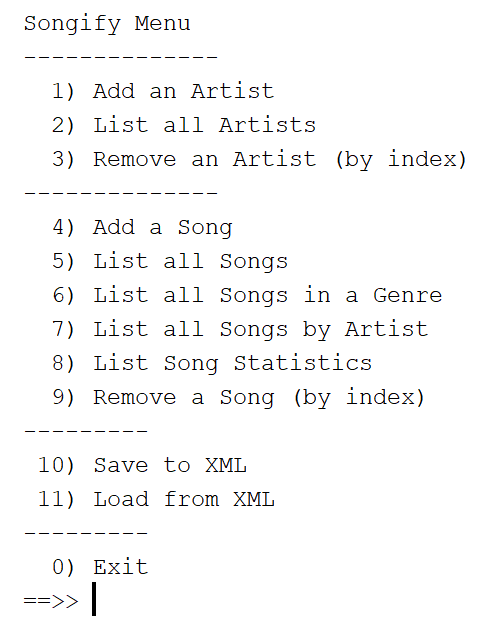 Songify Menu
--------------
  1) Add an Artist
  2) List all Artists
  3) Remove an Artist (by index)
--------------
  4) Add a Song
  5) List all Songs
  6) List all Songs in a Genre
  7) List all Songs by Artist
  8) List Song Statistics
  9) Remove a Song (by index)
---------
 10) Save to XML
 11) Load from XML
---------
  0) Exit
==>>